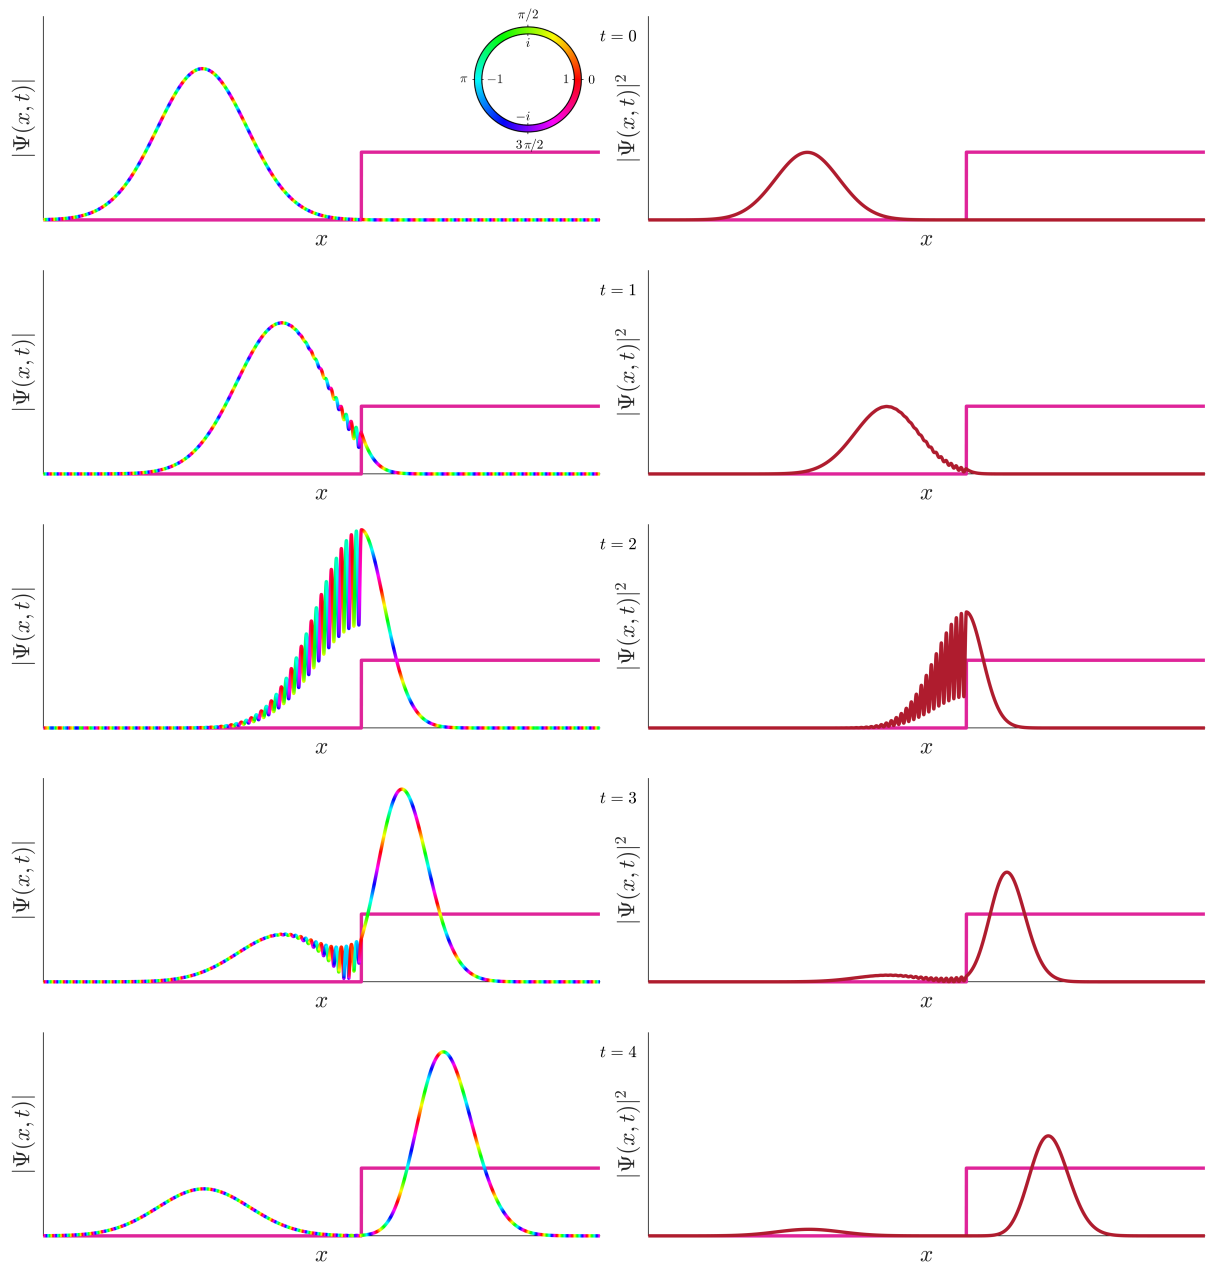 |Ψ(x, t)|
π/2
i
π
−1
1
0
−i
3π/2
x
t = 0
|Ψ(x, t)|²
x
|Ψ(x, t)|
x
t = 1
|Ψ(x, t)|²
x
|Ψ(x, t)|
x
t = 2
|Ψ(x, t)|²
x
|Ψ(x, t)|
x
t = 3
|Ψ(x, t)|²
x
|Ψ(x, t)|
x
t = 4
|Ψ(x, t)|²
x